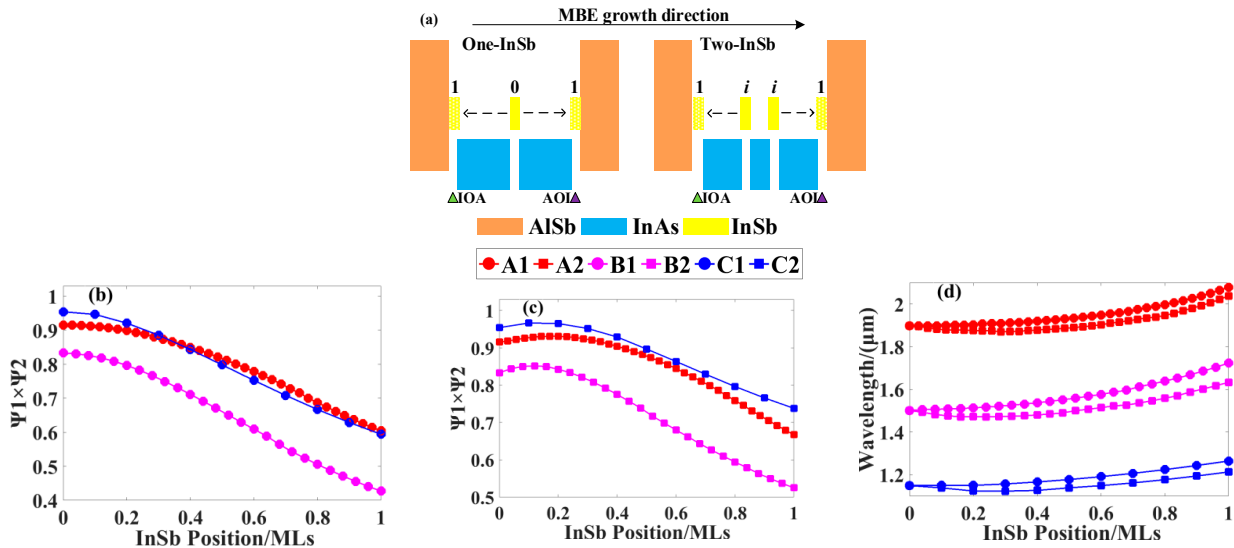 (a)
MBE growth direction
One-InSb
Two-InSb
1 0 1
1 i i 1
IOA AOI
IOA AOI
AlSb InAs InSb
A1 A2 B1 B2 C1 C2
(b)
1
0.9
0.8
0.7
0.6
0.5
0.4
Ψ1×Ψ2
0 0.2 0.4 0.6 0.8 1
InSb Position/MLs
(c)
1
0.9
0.8
0.7
0.6
0.5
Ψ1×Ψ2
0 0.2 0.4 0.6 0.8 1
InSb Position/MLs
(d)
2
1.8
1.6
1.4
1.2
Wavelength/(μm)
0 0.2 0.4 0.6 0.8 1
InSb Position/MLs